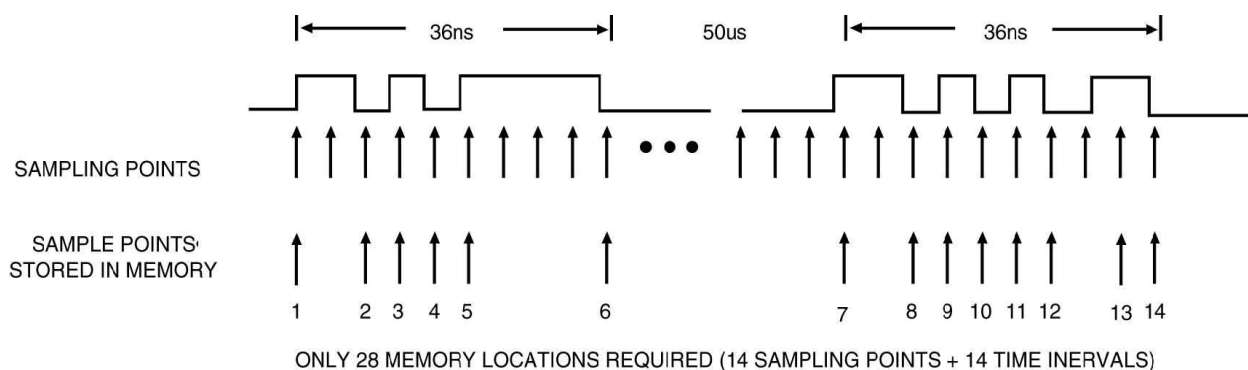 36ns 50us 36ns
SAMPLING POINTS
SAMPLE POINTS
STORED IN MEMORY
1 2 3 4 5 6 7 8 9 10 11 12 13 14
ONLY 28 MEMORY LOCATIONS REQUIRED (14 SAMPLING POINTS + 14 TIME INERVALS)